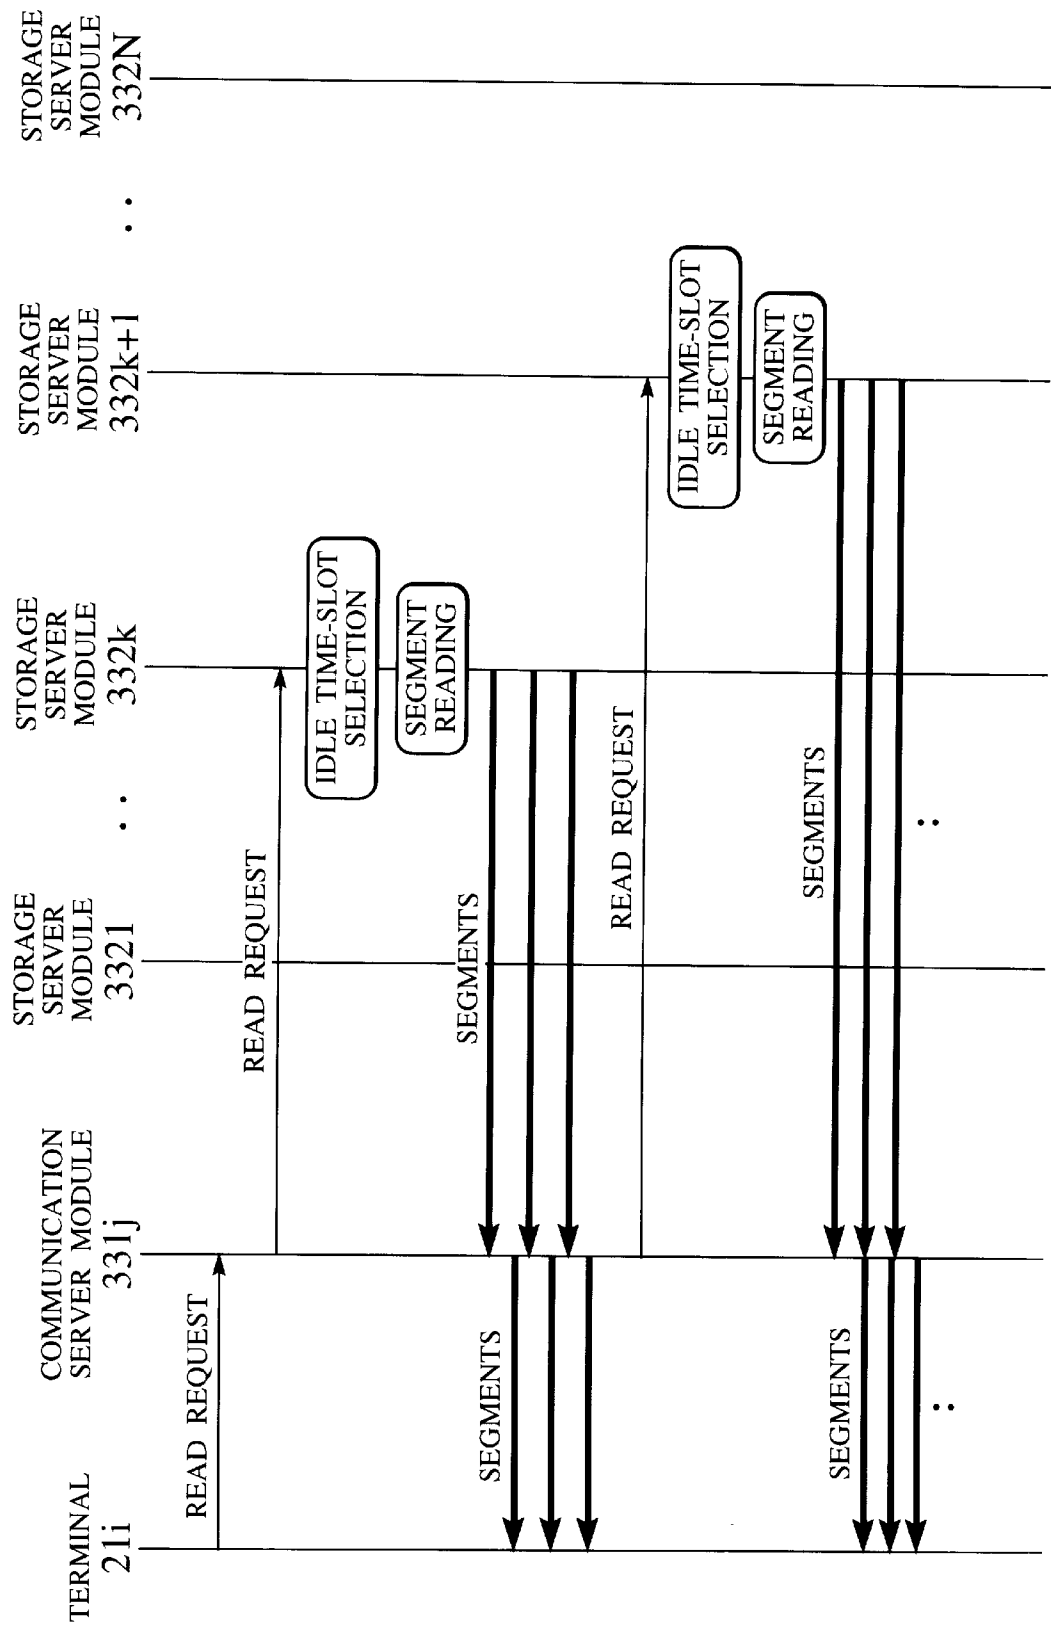 TERMINAL
21i
COMMUNICATION
SERVER MODULE
331j
STORAGE
SERVER
MODULE
3321
..
STORAGE
SERVER
MODULE
332k
STORAGE
SERVER
MODULE
332k+1
..
STORAGE
SERVER
MODULE
332N
READ REQUEST
READ REQUEST
IDLE TIME-SLOT
SELECTION
SEGMENT
READING
SEGMENTS
SEGMENTS
READ REQUEST
IDLE TIME-SLOT
SELECTION
SEGMENT
READING
SEGMENTS
SEGMENTS
..
..